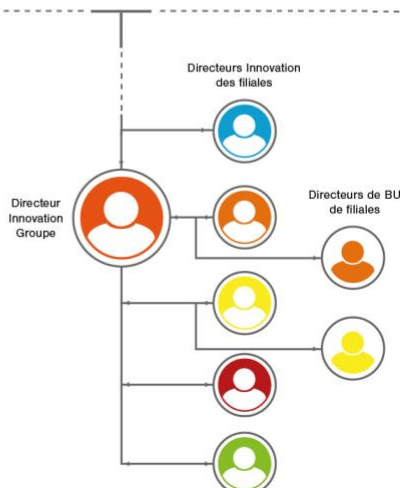 Directeurs Innovation
des filiales
Directeur
Innovation
Groupe
Directeurs de BU
de filiales